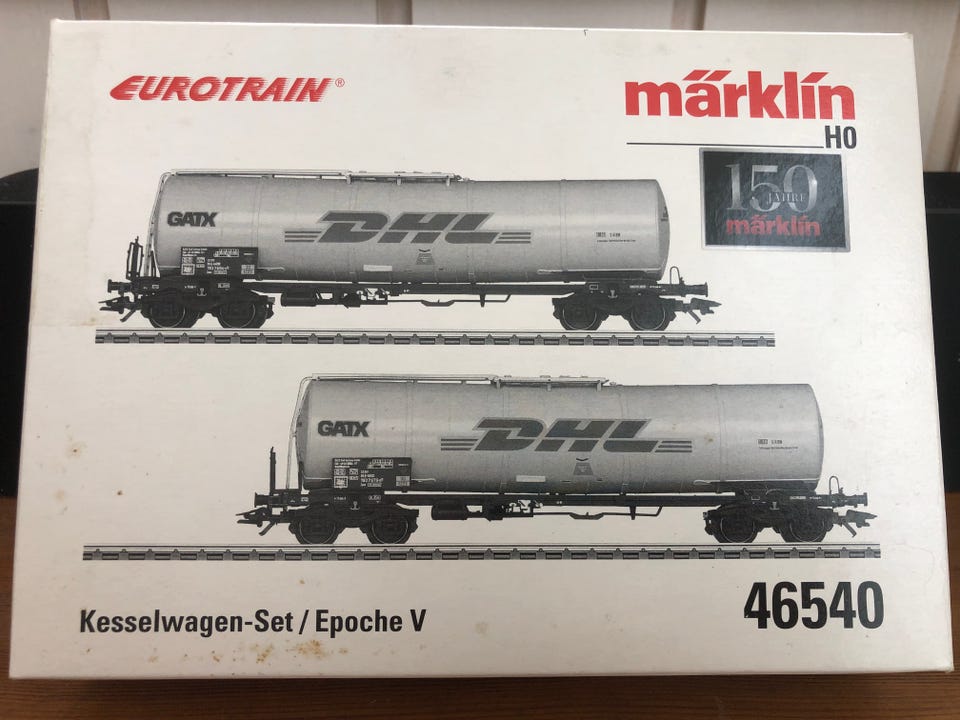 EUROTRAIN®
märklin
H0
150
JAHRE
märklin
GATX
DHL
GATX
DHL
Kesselwagen-Set / Epoche V
46540